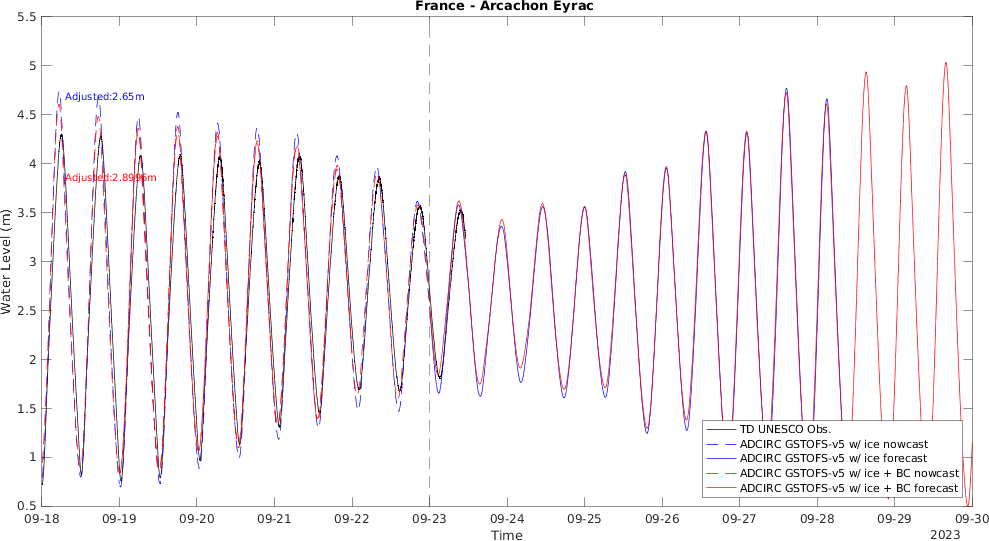 France - Arcachon Eyrac
5.5
5
4.5
4
3.5
3
2
1.5
1
0.5
Water Level (m)
Adjusted:2.65m
Adjusted:2.8996m
TD UNESCO Obs.
ADCIRC GSTOFS-v5 w/ ice nowcast
ADCIRC GSTOFS-v5 w/ ice forecast
ADCIRC GSTOFS-v5 w/ ice + BC nowcast
ADCIRC GSTOFS-v5 w/ ice + BC forecast
09-18 09-19 09-20 09-21 09-22 09-23 09-24 09-25 09-26 09-27 09-28 09-29 09-30
Time
2023